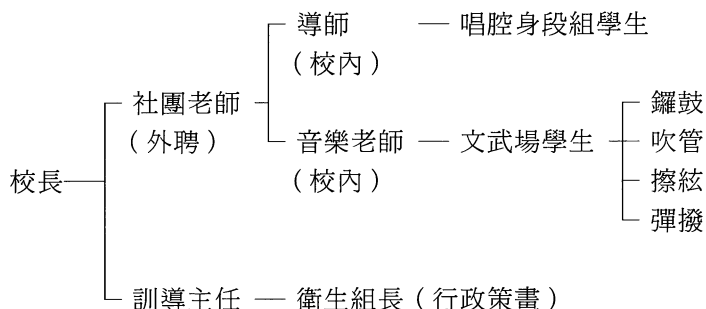 導師 唱腔身段組學生
(校內)
社團老師
(外聘)
鑼鼓
音樂老師 文武場學生 吹管
(校內)
擦絃
彈撥
校長
訓導主任 衛生組長(行政策畫)